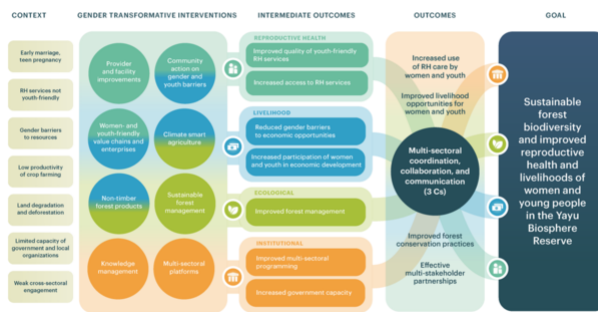 CONTEXT
GENDER TRANSFORMATIVE INTERVENTIONS
INTERMEDIATE OUTCOMES
OUTCOMES
GOAL
Early marriage,
teen pregnancy
RH services not
youth-friendly
Gender barriers
to resources
Low productivity
of crop farming
Land degradation
and deforestation
Limited capacity of
government and local
organizations
Weak cross-sectoral
engagement
Provider
and facility
improvements
Community
action on
gender and
youth barriers
Women- and
youth-friendly
value chains and
enterprises
Climate smart
agriculture
Non-timber
forest products
Sustainable
forest
management
Knowledge
management
Multi-sectoral
platforms
REPRODUCTIVE HEALTH
Improved quality of youth-friendly
RH services
Increased access to RH services
LIVELIHOOD
Reduced gender barriers
to economic opportunities
Increased participation of women
and youth in economic development
ECOLOGICAL
Improved forest management
INSTITUTIONAL
Improved multi-sectoral
programming
Increased government capacity
Increased use
of RH care by
women and youth
Improved livelihood
opportunities for
women and youth
Multi-sectoral
coordination,
collaboration, and
communication
(3 Cs)
Improved forest
conservation practices
Effective
multi-stakeholder
partnerships
Sustainable
forest
biodiversity
and improved
reproductive
health and
livelihoods of
women and
young people
in the Yayu
Biosphere
Reserve